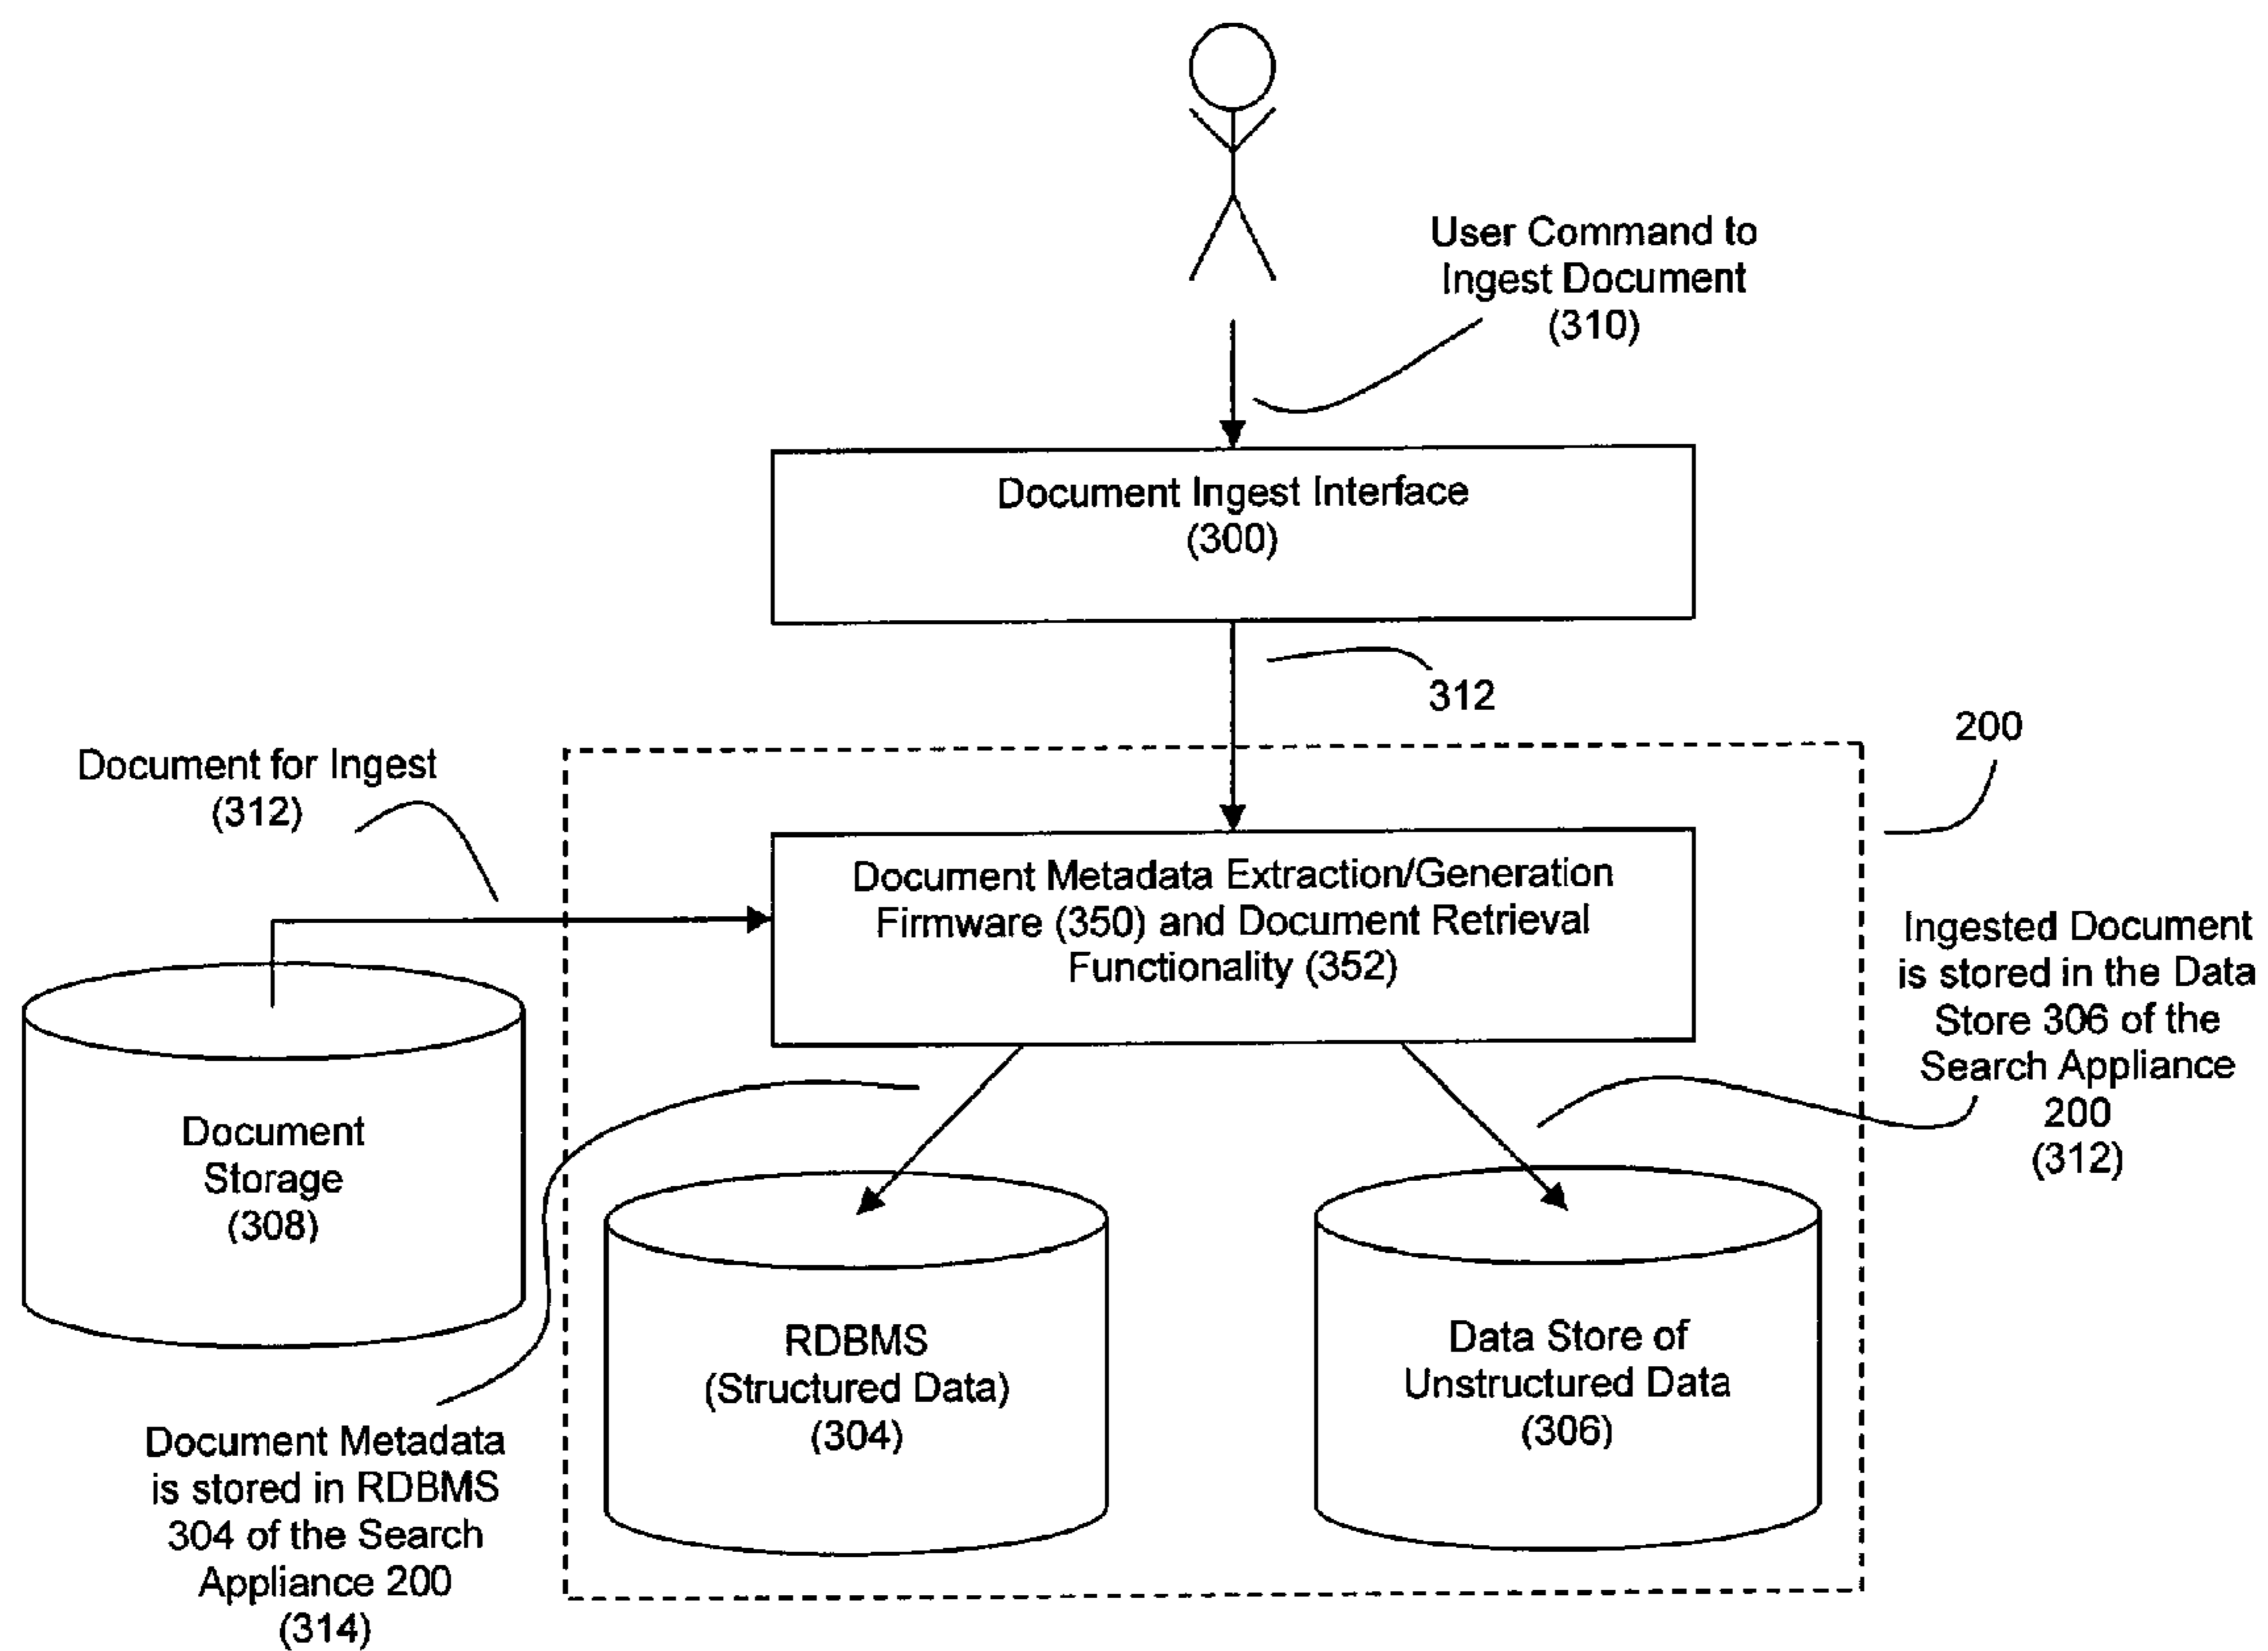 User Command to
Ingest Document
(310)
Document Ingest Interface
(300)
312
200
Document for Ingest
(312)
Document Metadata Extraction/Generation
Firmware (350) and Document Retrieval
Functionality (352)
Ingested Document
is stored in the Data
Store 306 of the
Search Appliance
200
(312)
Document
Storage
(308)
RDBMS
(Structured Data)
(304)
Data Store of
Unstructured Data
(306)
Document Metadata
is stored in RDBMS
304 of the Search
Appliance 200
(314)